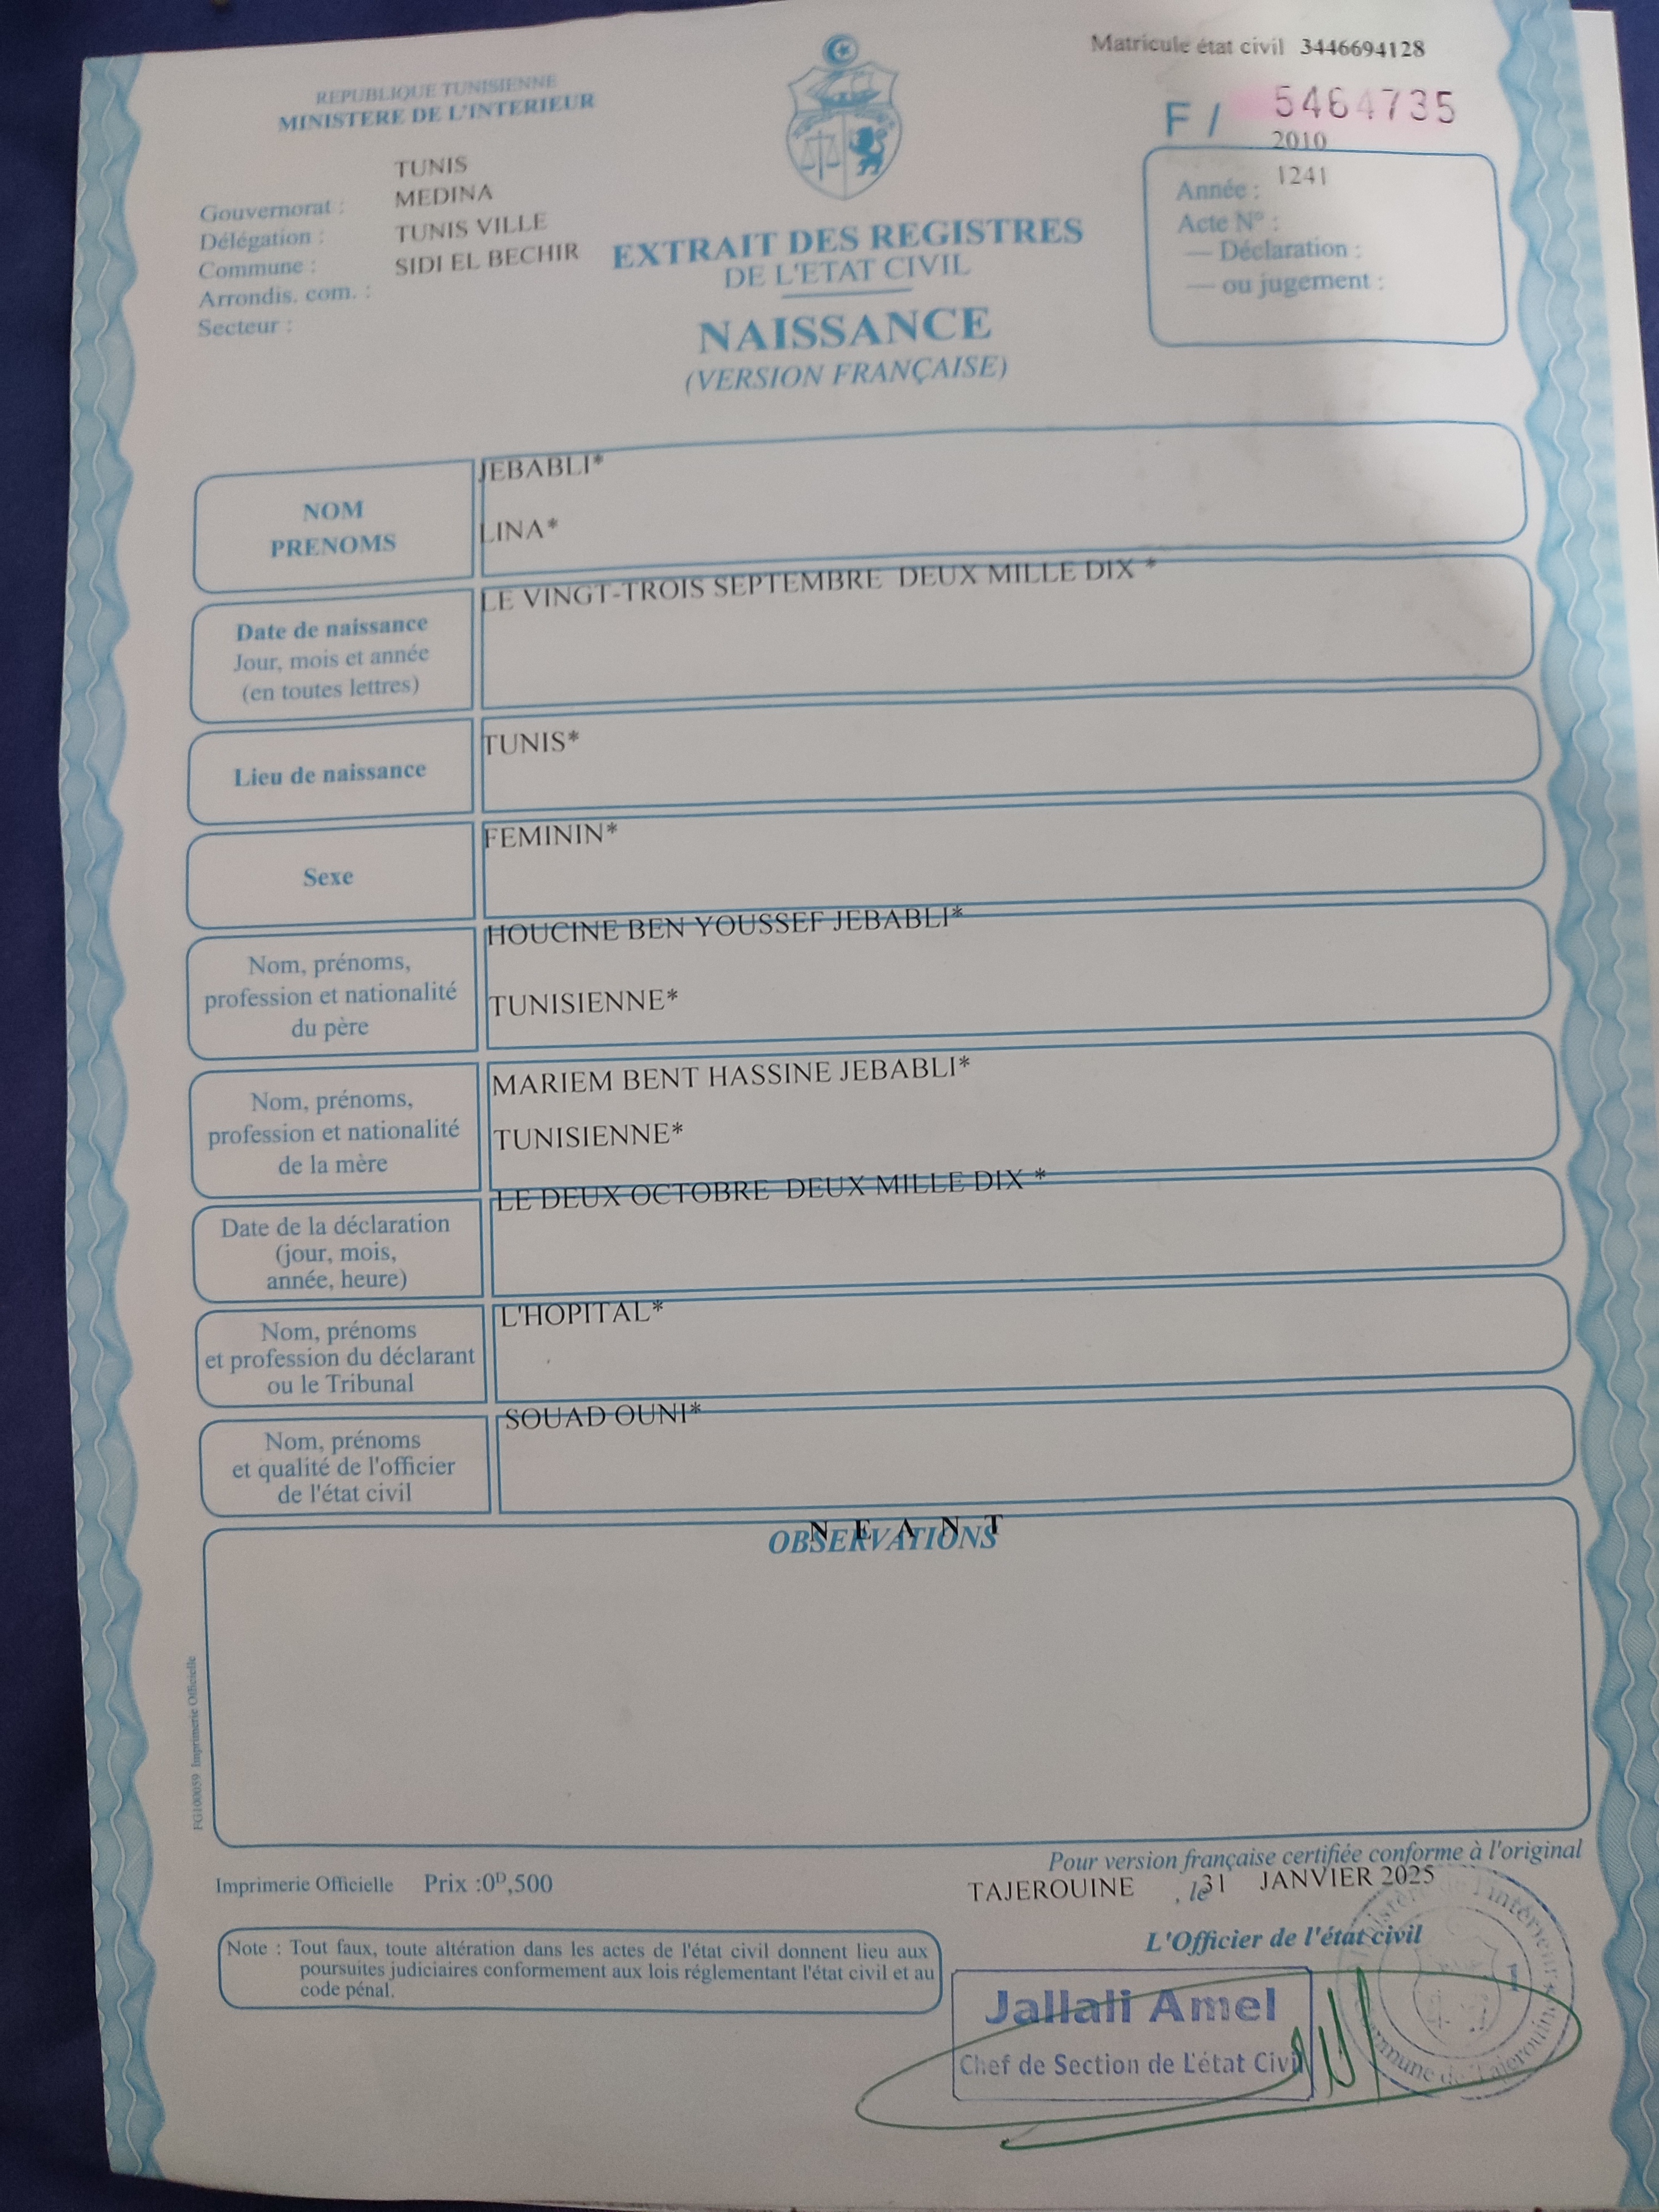 Matricule état civil 3446694128
REPUBLIQUE TUNISIENNE
MINISTERE DE L'INTERIEUR
F / 5464735
2010
1241
Année :
Acte N° :
— Déclaration :
— ou jugement :
TUNIS
MEDINA
TUNIS VILLE
SIDI EL BECHIR
Gouvernorat :
Délégation :
Commune :
Arrondis. com. :
Secteur :
EXTRAIT DES REGISTRES
DE L'ETAT CIVIL
NAISSANCE
(VERSION FRANÇAISE)
NOM
PRENOMS
JEBABLI*
LINA*
Date de naissance
Jour, mois et année
(en toutes lettres)
LE VINGT-TROIS SEPTEMBRE DEUX MILLE DIX *
Lieu de naissance
TUNIS*
Sexe
FEMININ*
Nom, prénoms,
profession et nationalité
du père
HOUCINE BEN YOUSSEF JEBABLI*
TUNISIENNE*
Nom, prénoms,
profession et nationalité
de la mère
MARIEM BENT HASSINE JEBABLI*
TUNISIENNE*
Date de la déclaration
(jour, mois,
année, heure)
LE DEUX OCTOBRE DEUX MILLE DIX *
Nom, prénoms
et profession du déclarant
ou le Tribunal
L'HOPITAL*
Nom, prénoms
et qualité de l'officier
de l'état civil
SOUAD OUNI*
N E A N T
OBSERVATIONS
FG100059 Imprimerie Officielle
Imprimerie Officielle Prix :0D,500
Pour version française certifiée conforme à l'original
TAJEROUINE , le 31 JANVIER 2025
L'Officier de l'état civil
Note : Tout faux, toute altération dans les actes de l'état civil donnent lieu aux
poursuites judiciaires conformement aux lois réglementant l'état civil et au
code pénal.
Jallali Amel
Chef de Section de L'état Civil
Ministère de l'intérieur
Commune de Tajerouine